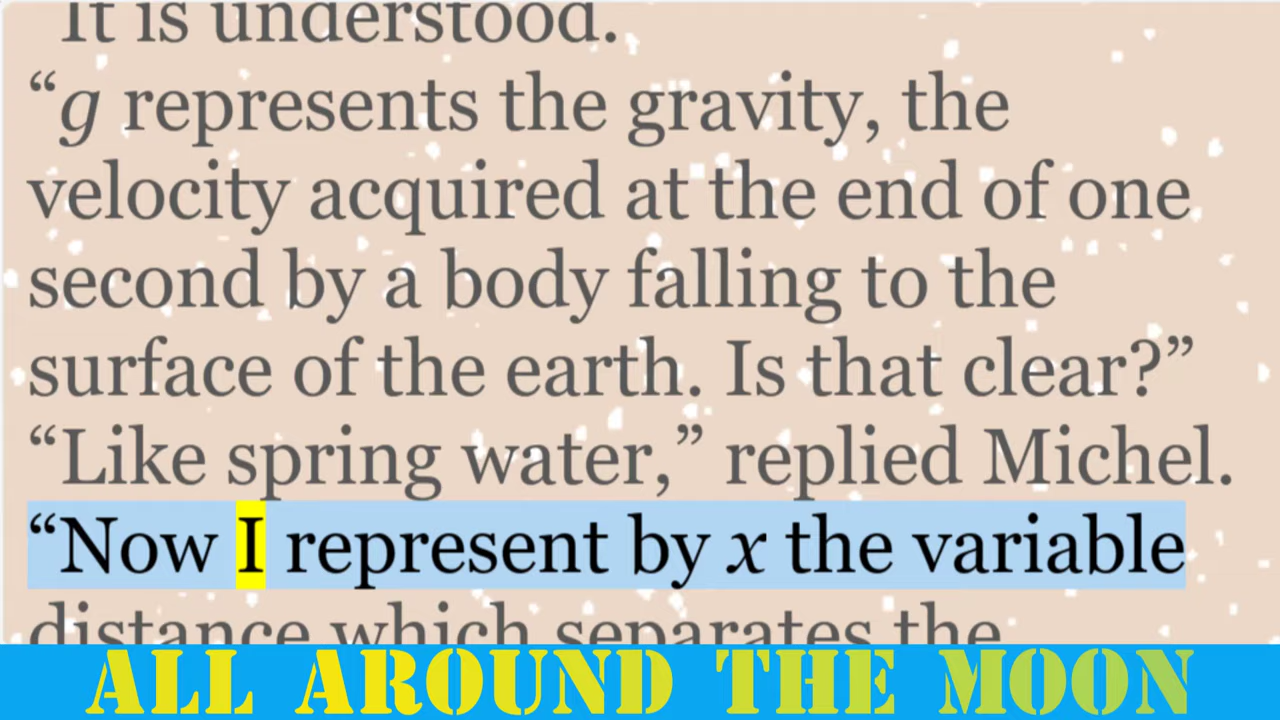 It is understood.
“g represents the gravity, the
velocity acquired at the end of one
second by a body falling to the
surface of the earth. Is that clear?”
“Like spring water,” replied Michel.
“Now I represent by x the variable
distance which separates the
ALL AROUND THE MOON